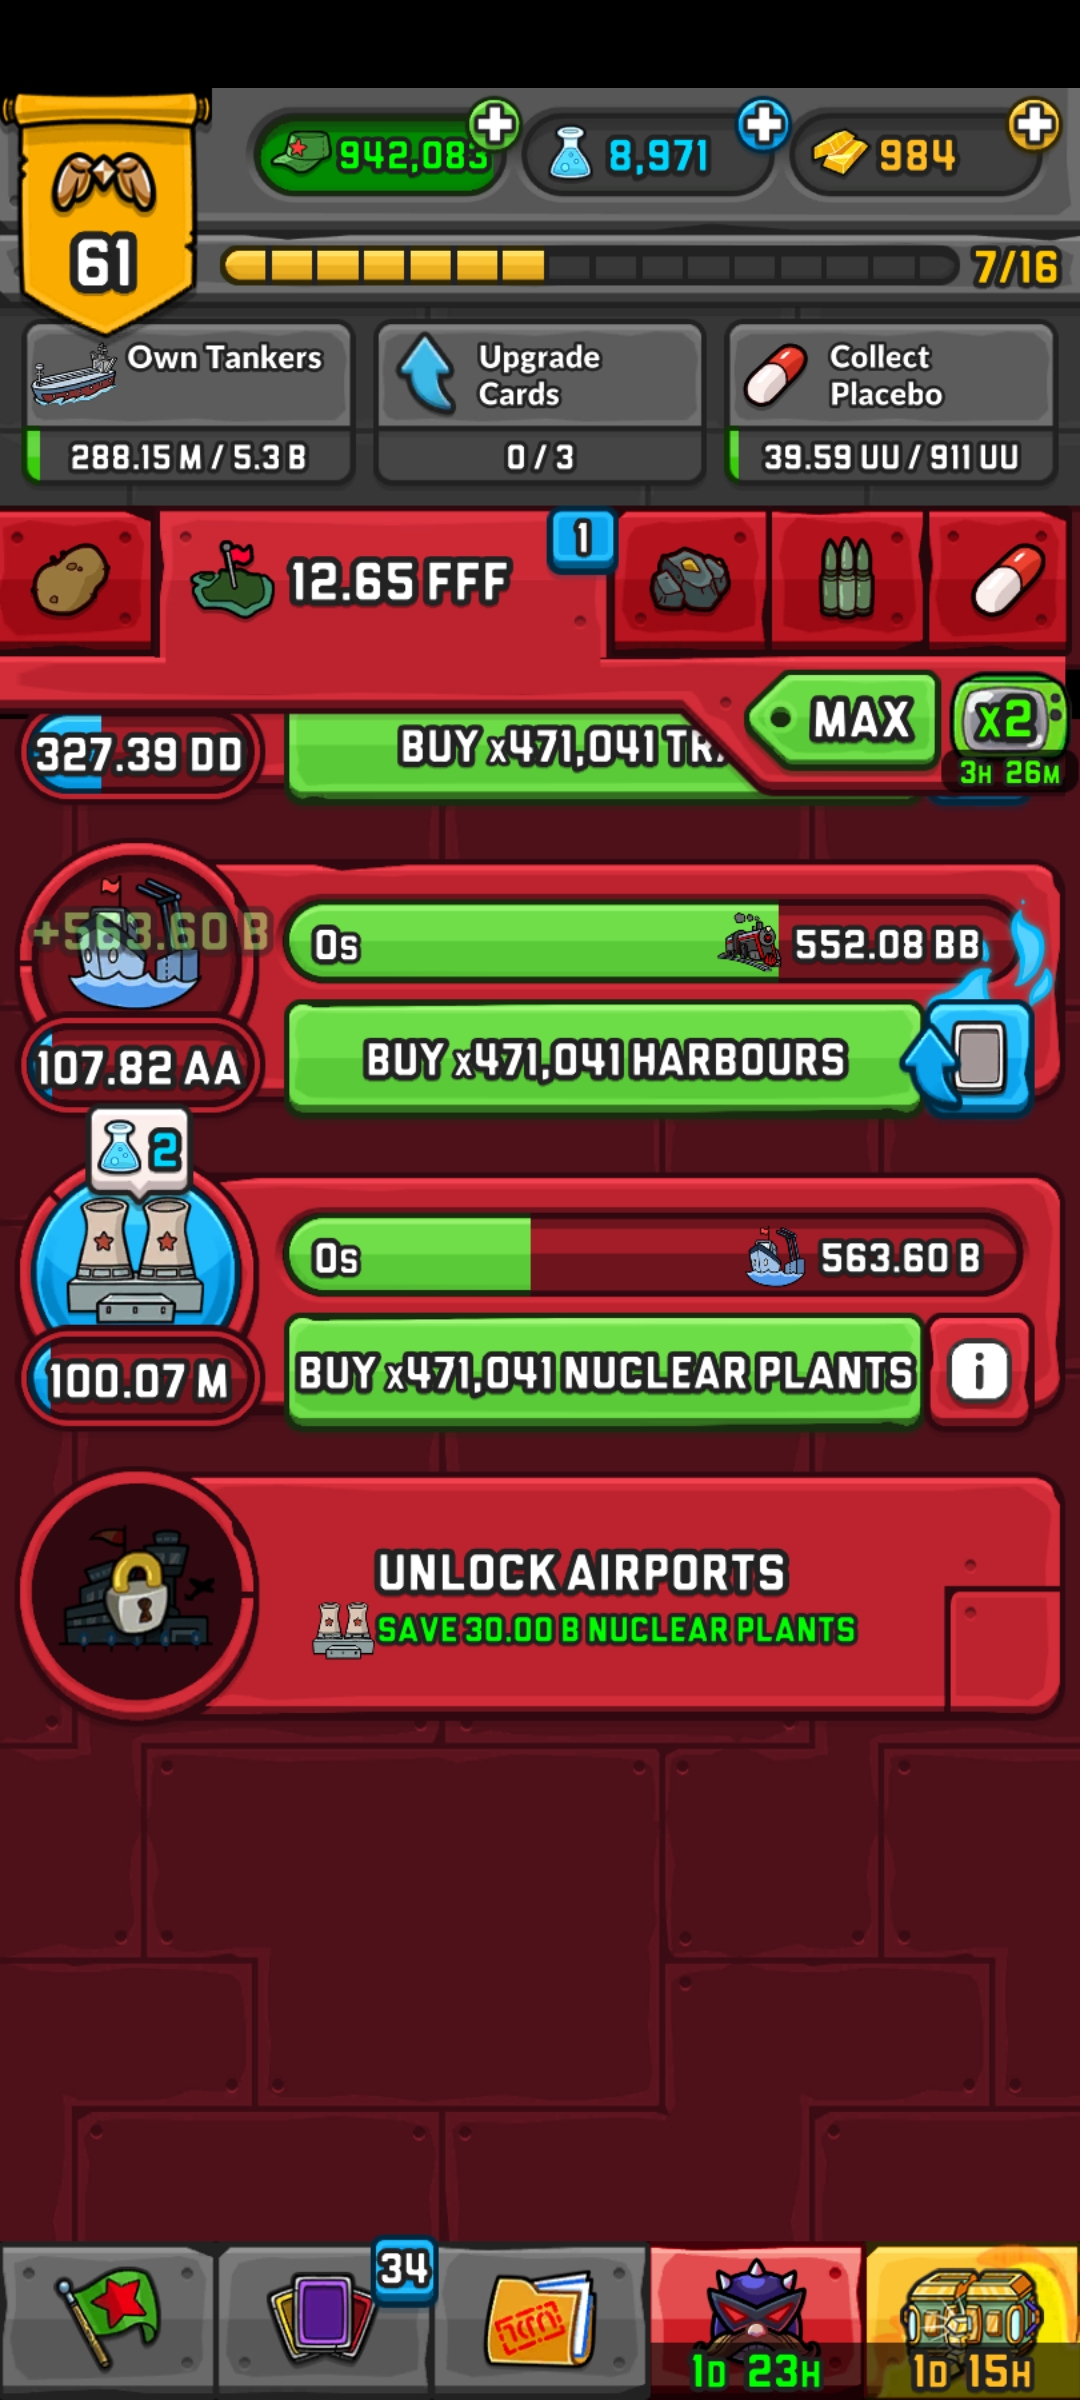 942,083
8,971
984
61
7/16
Own Tankers
288.15 M / 5.3 B
Upgrade
Cards
0 / 3
Collect
Placebo
39.59 UU / 911 UU
12.65 FFF
1
MAX
x2
3H 26M
327.39 DD
BUY x471,041
+563.60 B
0s
552.08 BB
107.82 AA
BUY x471,041 HARBOURS
2
0s
563.60 B
100.07 M
BUY x471,041 NUCLEAR PLANTS
i
UNLOCK AIRPORTS
SAVE 30.00 B NUCLEAR PLANTS
34
1D 23H
1D 15H